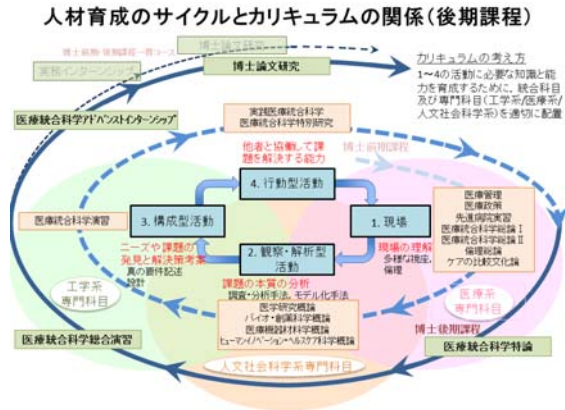 人材育成のサイクルとカリキュラムの関係(後期課程)
博士前期・後期課程一貫コース
博士論文研究
実務インターンシップ
博士論文研究
カリキュラムの考え方
1～4の活動に必要な知識と能
力を育成するために、統合科目
及び専門科目(工学系/医療系/
人文社会科学系)を適切に配置
医療統合科学アドバンストインターンシップ
実践医療統合科学
医療統合科学特別研究
他者と協働して課
題を解決する能力
博士前期課程
4. 行動型活動
医療統合科学演習
3. 構成型活動
1. 現場
医療管理
医療政策
先進病院実習
医療統合科学総論Ⅰ
医療統合科学総論Ⅱ
倫理総論
ケアの比較文化論
2. 観察・解析型
活動
ニーズや課題の
発見と解決策考案
真の要件記述
設計
現場の理解
多様な視座、
倫理
課題の本質の分析
調査・分析手法、モデル化手法
工学系
専門科目
医療系
専門科目
医学研究概論
バイオ・創薬科学概論
医療機器材料科学概論
ヒューマンイノベーション・ヘルスケア科学概論
博士後期課程
医療統合科学総合演習
医療統合科学特論
人文社会科学系専門科目